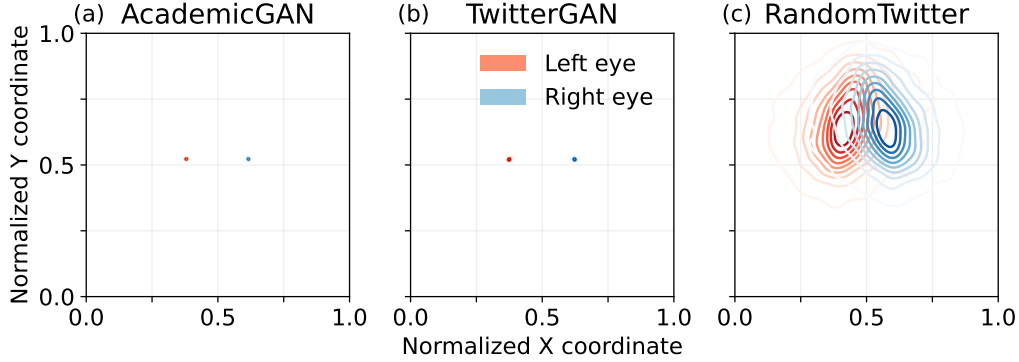 (a) AcademicGAN
(b) TwitterGAN
(c) RandomTwitter
Normalized Y coordinate
1.0
0.5
0.0
Left eye
Right eye
0.0 0.5 1.0
0.0 0.5 1.0
0.0 0.5 1.0
Normalized X coordinate